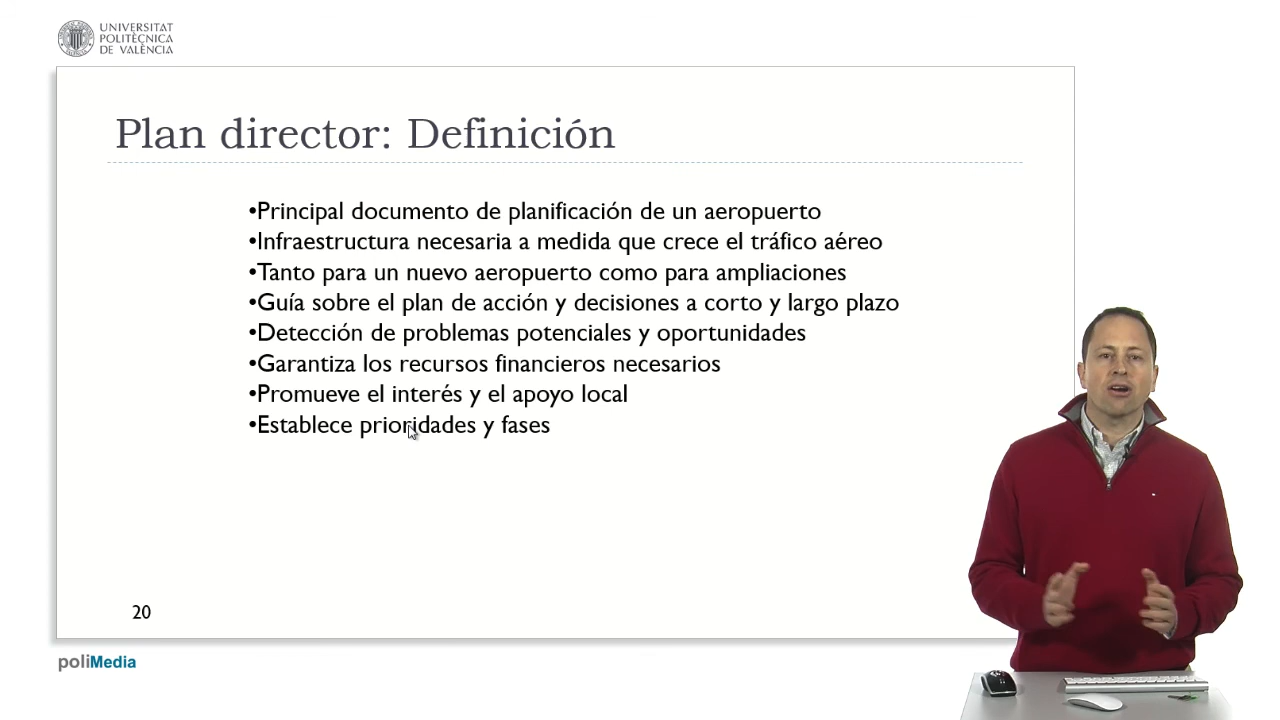 UNIVERSITAT
POLITÈCNICA
DE VALÈNCIA
Plan director: Definición
•Principal documento de planificación de un aeropuerto
•Infraestructura necesaria a medida que crece el tráfico aéreo
•Tanto para un nuevo aeropuerto como para ampliaciones
•Guía sobre el plan de acción y decisiones a corto y largo plazo
•Detección de problemas potenciales y oportunidades
•Garantiza los recursos financieros necesarios
•Promueve el interés y el apoyo local
•Establece prioridades y fases
20
poliMedia